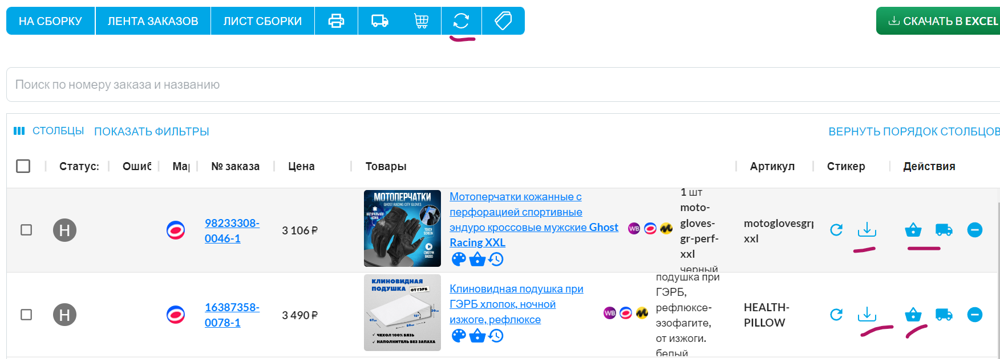 НА СБОРКУ
ЛЕНТА ЗАКАЗОВ
ЛИСТ СБОРКИ
СКАЧАТЬ В EXCEL
Поиск по номеру заказа и названию
СТОЛБЦЫ
ПОКАЗАТЬ ФИЛЬТРЫ
ВЕРНУТЬ ПОРЯДОК СТОЛБЦОВ
Статус:
Ошиб
Мар
№ заказа
Цена
Товары
Артикул
Стикер
Действия
Н
98233308-
0046-1
3 106 ₽
МОТОПЕРЧАТКИ
GHOST RACING CITY GLOVES
НАТУРАЛЬНАЯ
КОЖА
TOUCH
SCREEN
СМОТРИ
ВИДЕО
Мотоперчатки кожанные с
перфорацией спортивные
эндуро кроссовые мужские Ghost
Racing XXL
WB
1 шт
moto-
gloves-
gr-perf-
xxl
черный
motoglovesgrp
xxl
Н
16387358-
0078-1
3 490 ₽
КЛИНОВИДНАЯ
ПОДУШКА ОТ ГЭРБ
15°
20см
67см
80см
ЧЕХОЛ 100% БЯЗЬ
НАПОЛНИТЕЛЬ БЕЗ ЗАПАХА
Клиновидная подушка при
ГЭРБ хлопок, ночной
изжоге, рефлюксе
WB
подушка при
ГЭРБ,
рефлюксе-
эзофагите,
от изжоги.
белый
HEALTH-
PILLOW